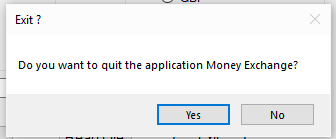 Exit ?
Do you want to quit the application Money Exchange?
Yes
No